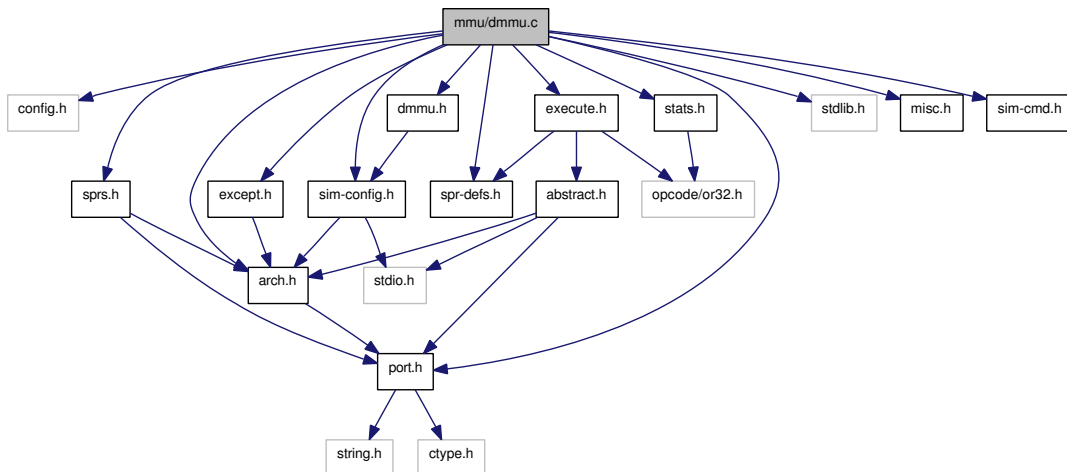 mmu/dmmu.c
config.h
dmmu.h
execute.h
stats.h
stdlib.h
misc.h
sim-cmd.h
sprs.h
except.h
sim-config.h
spr-defs.h
abstract.h
opcode/or32.h
arch.h
stdio.h
port.h
string.h
ctype.h